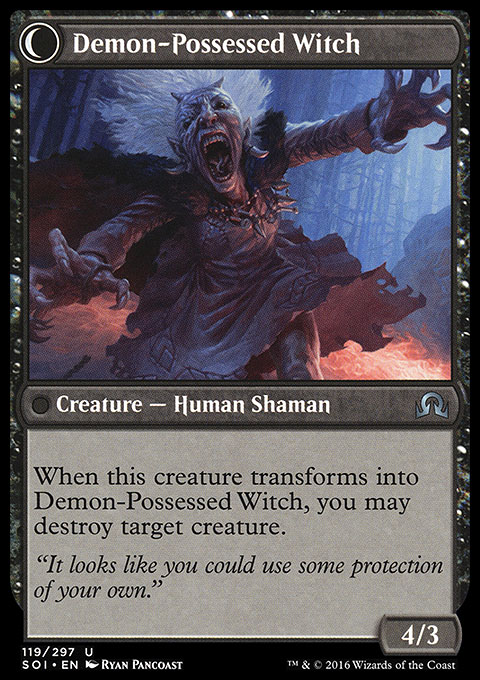 Demon-Possessed Witch
Creature — Human Shaman
When this creature transforms into
Demon-Possessed Witch, you may
destroy target creature.
“It looks like you could use some protection
of your own.”
4/3
119/297 U
SOI • EN Ryan Pancoast
™ & © 2016 Wizards of the Coast